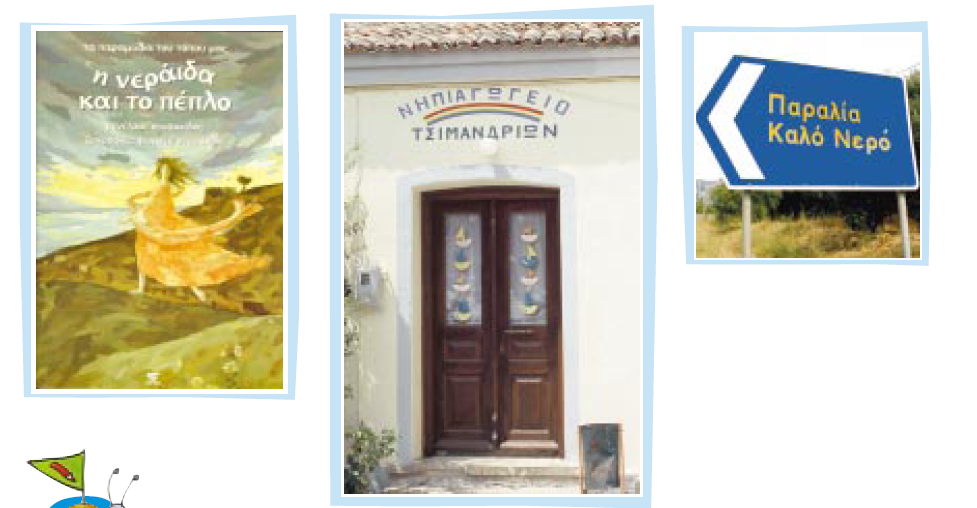 τα παραμύθια του τόπου μας
η νεράιδα
και το πέπλο
ΝΗΠΙΑΓΩΓΕΙΟ
ΤΣΙΜΑΝΔΡΙΩΝ
Παραλία
Καλό Νερό